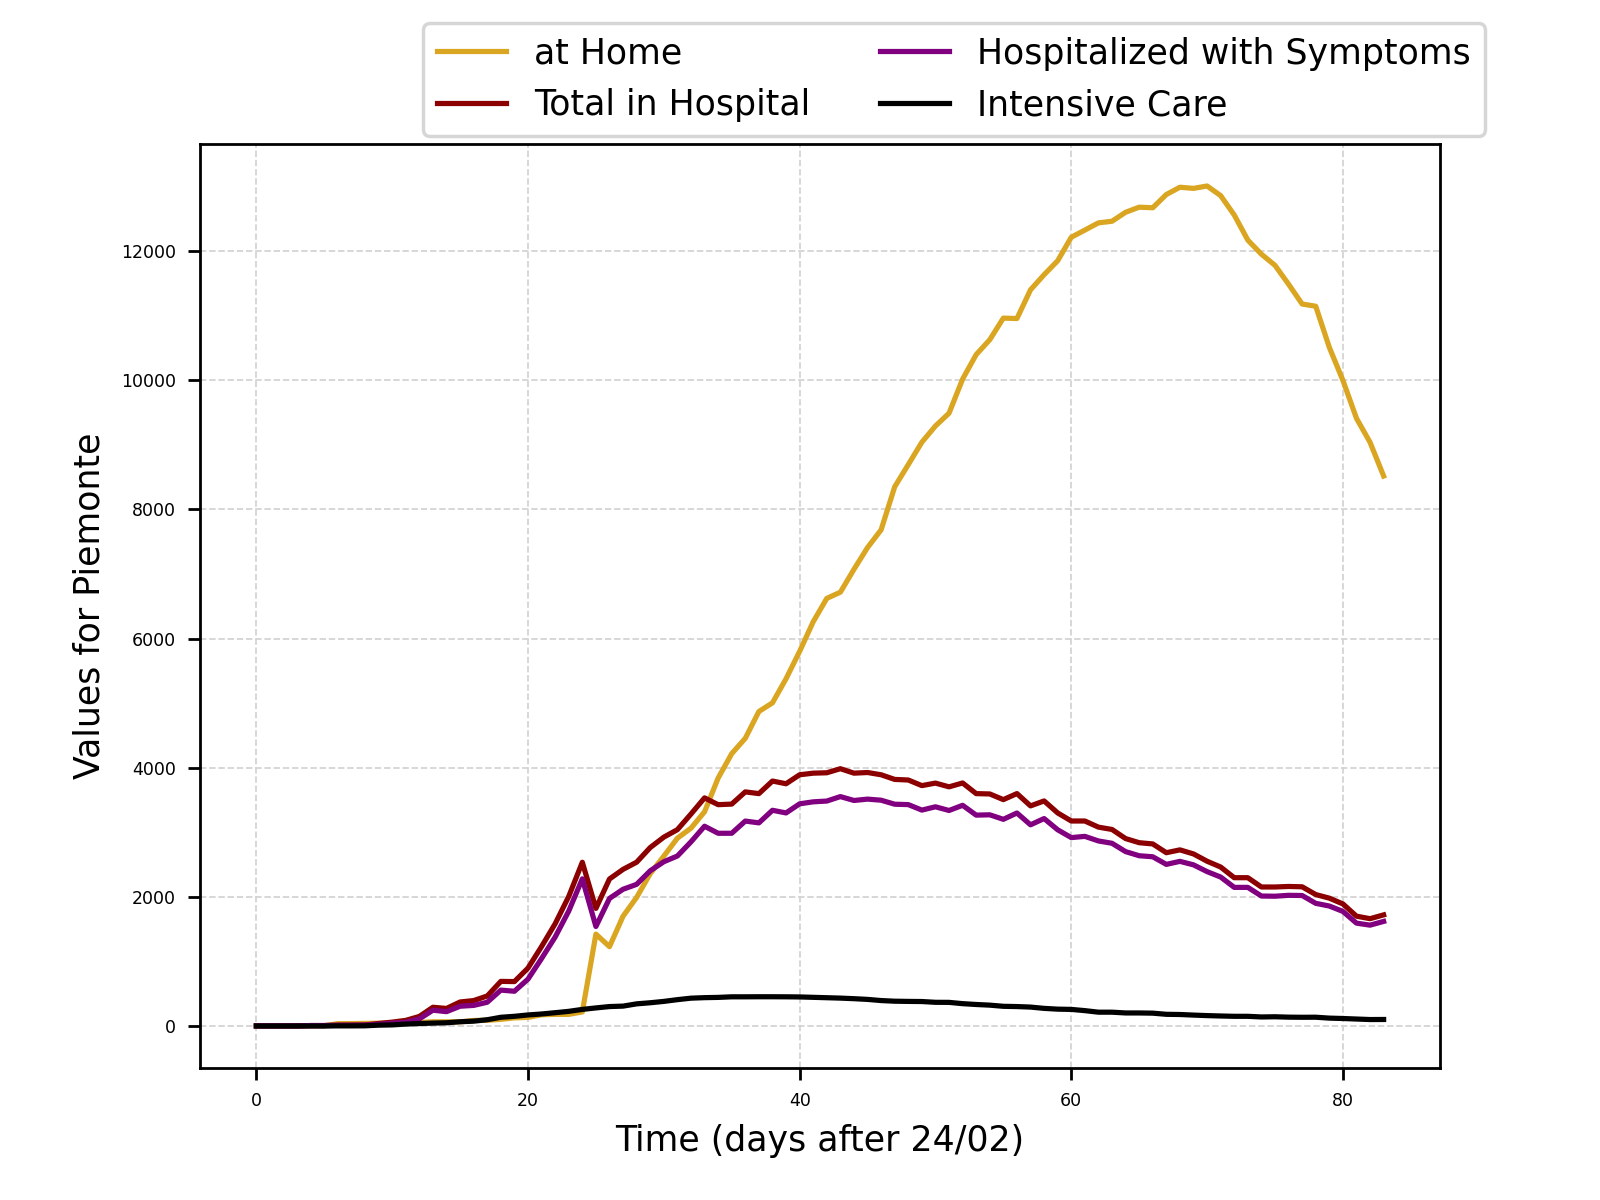 at Home
Total in Hospital
Hospitalized with Symptoms
Intensive Care
Values for Piemonte
12000
10000
8000
6000
4000
2000
0
0 20 40 60 80
Time (days after 24/02)